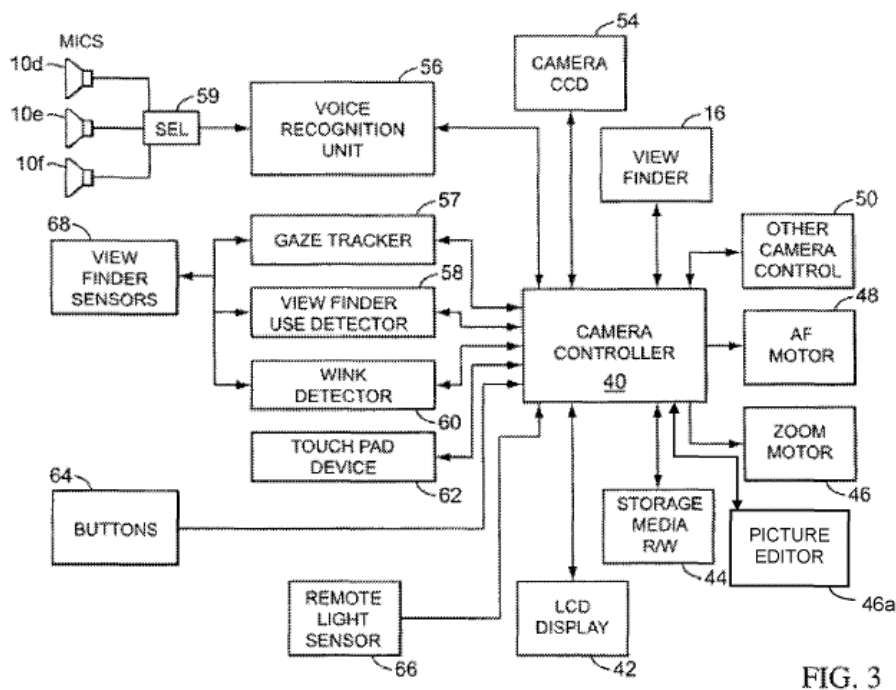 MICS
10d
10e
10f
59
SEL
56
VOICE
RECOGNITION
UNIT
54
CAMERA
CCD
16
VIEW
FINDER
50
OTHER
CAMERA
CONTROL
48
AF
MOTOR
ZOOM
MOTOR
46
PICTURE
EDITOR
46a
STORAGE
MEDIA
R/W
44
LCD
DISPLAY
42
CAMERA
CONTROLLER
40
57
GAZE TRACKER
58
VIEW FINDER
USE DETECTOR
WINK
DETECTOR
60
TOUCH PAD
DEVICE
62
68
VIEW
FINDER
SENSORS
64
BUTTONS
REMOTE
LIGHT
SENSOR
66
FIG. 3